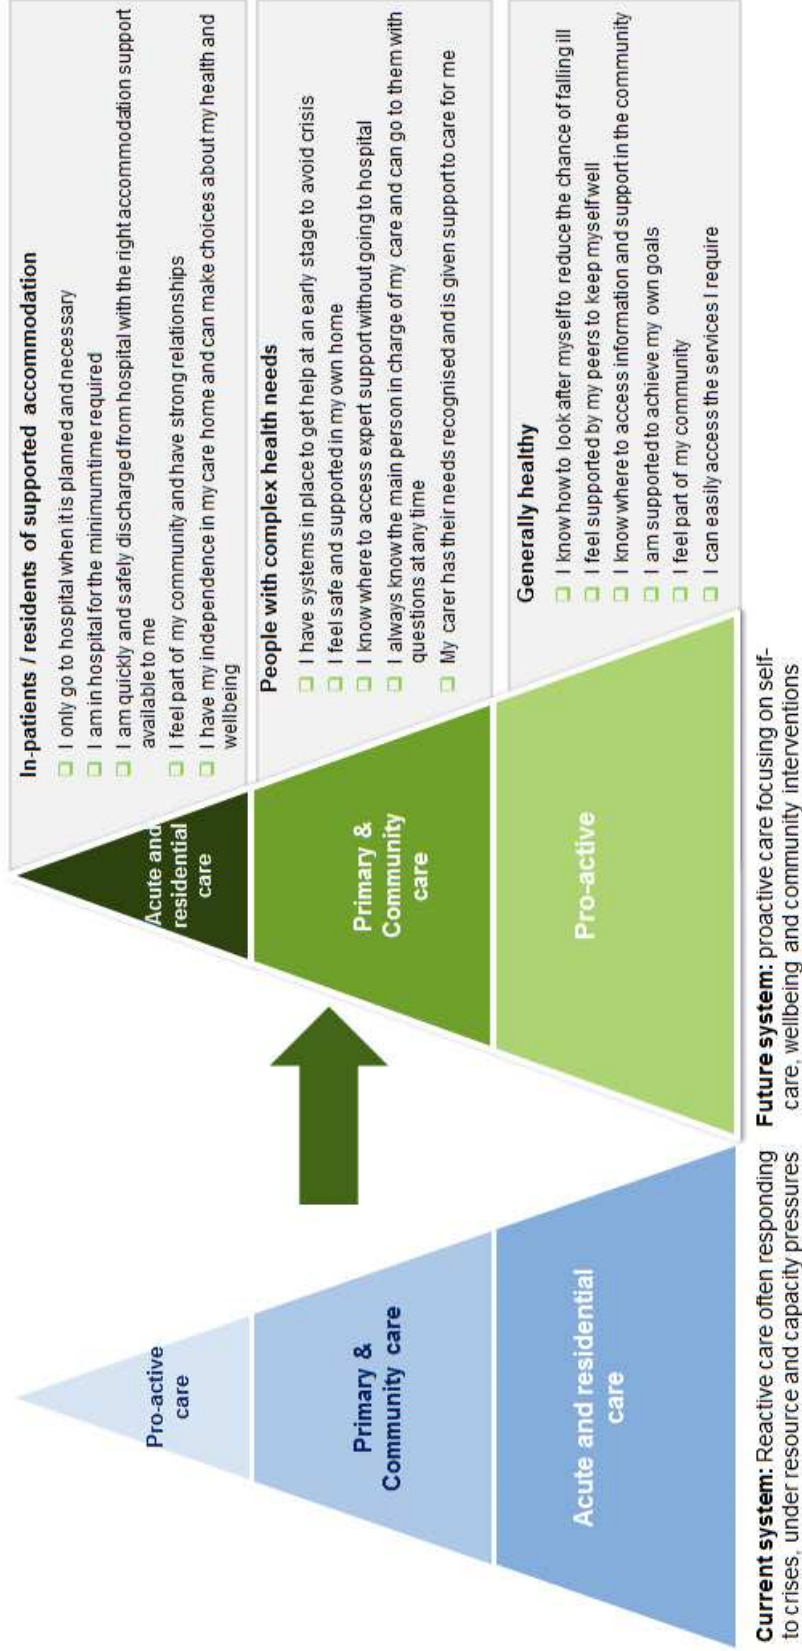 Pro-active
care
Primary &
Community care
Acute and residential
care
Current system: Reactive care often responding
to crises, under resource and capacity pressures
Acute and
residential
care
Primary &
Community
care
Pro-active
Future system: proactive care focusing on self-
care, wellbeing and community interventions
In-patients / residents of supported accommodation
I only go to hospital when it is planned and necessary
I am in hospital for the minimum time required
I am quickly and safely discharged from hospital with the right accommodation support
available to me
I feel part of my community and have strong relationships
I have my independence in my care home and can make choices about my health and
wellbeing
People with complex health needs
I have systems in place to get help at an early stage to avoid crisis
I feel safe and supported in my own home
I know where to access expert support without going to hospital
I always know the main person in charge of my care and can go to them with
questions at any time
My carer has their needs recognised and is given support to care for me
Generally healthy
I know how to look after myself to reduce the chance of falling ill
I feel supported by my peers to keep myself well
I know where to access information and support in the community
I am supported to achieve my own goals
I feel part of my community
I can easily access the services I require